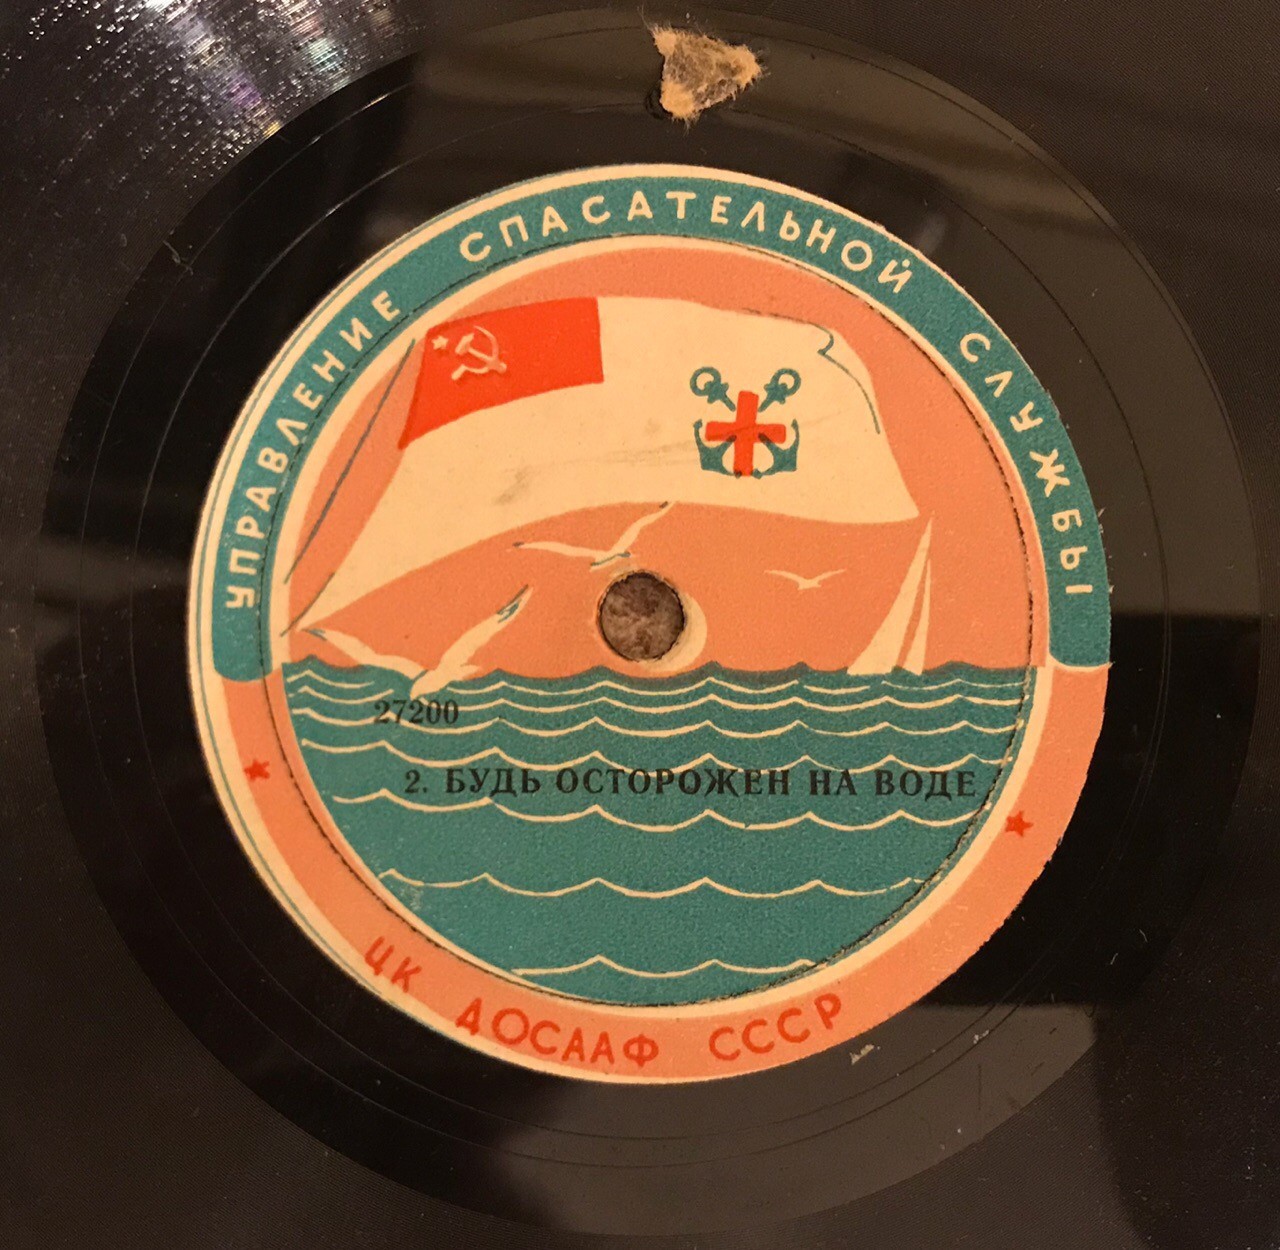 УПРАВЛЕНИЕ СПАСАТЕЛЬНОЙ СЛУЖБЫ
27200
2. БУДЬ ОСТОРОЖЕН НА ВОДЕ
ЦК ДОСААФ СССР